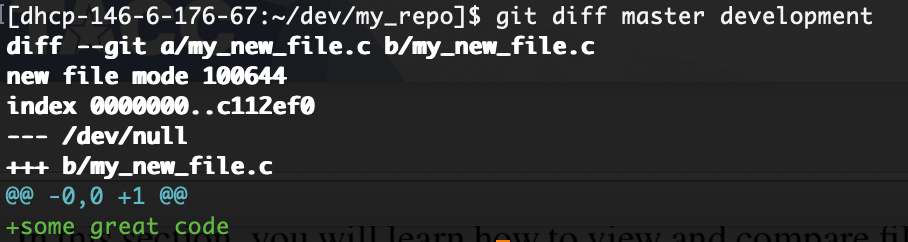 [dhcp-146-6-176-67:~/dev/my_repo]$ git diff master development
diff --git a/my_new_file.c b/my_new_file.c
new file mode 100644
index 0000000..c112ef0
--- /dev/null
+++ b/my_new_file.c
@@ -0,0 +1 @@
+some great code
In this section, you will learn how to view and compare fil